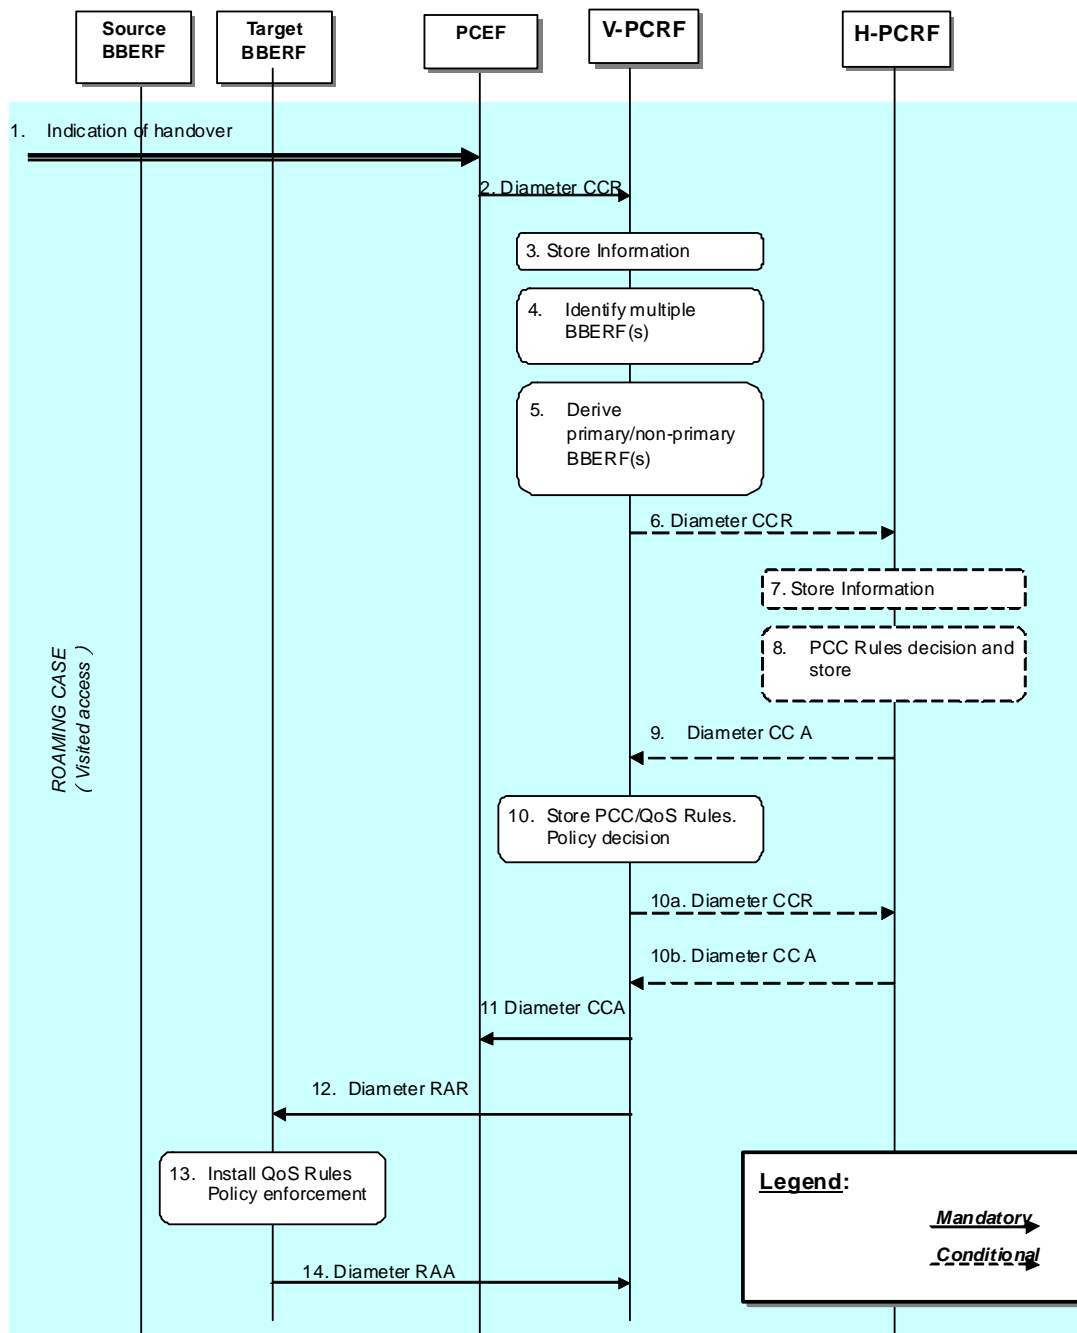 Source
BBERF
Target
BBERF
PCEF
V-PCRF
H-PCRF
1. Indication of handover
2. Diameter CCR
3. Store Information
4. Identify multiple
BBERF(s)
5. Derive
primary/non-primary
BBERF(s)
6. Diameter CCR
7. Store Information
8. PCC Rules decision and
store
9. Diameter CCA
10. Store PCC/QoS Rules.
Policy decision
10a. Diameter CCR
10b. Diameter CCA
11 Diameter CCA
12. Diameter RAR
13. Install QoS Rules
Policy enforcement
14. Diameter RAA
ROAMING CASE
( Visited access )
Legend:
Mandatory
Conditional